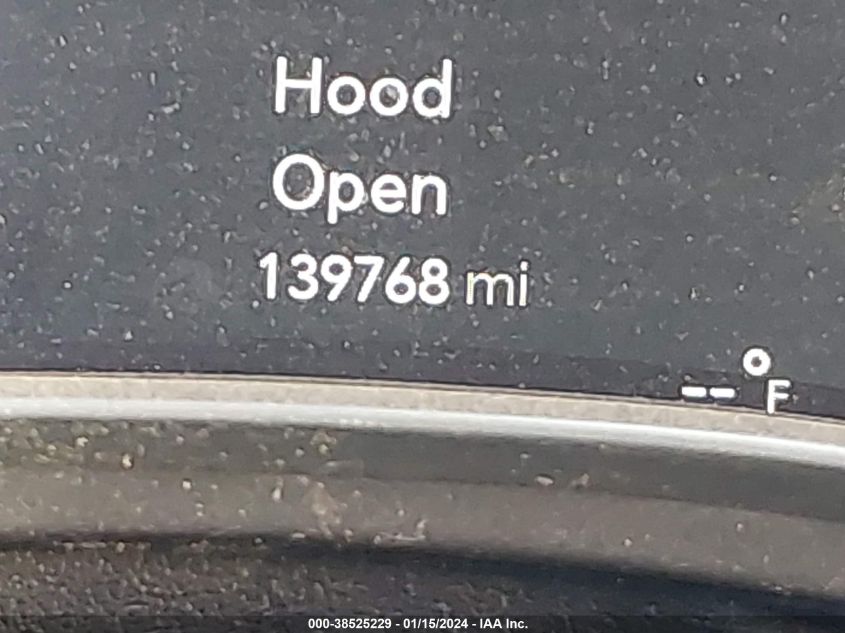 Hood
Open
139768 mi
--°F
000-38525229 - 01/15/2024 - IAA Inc.